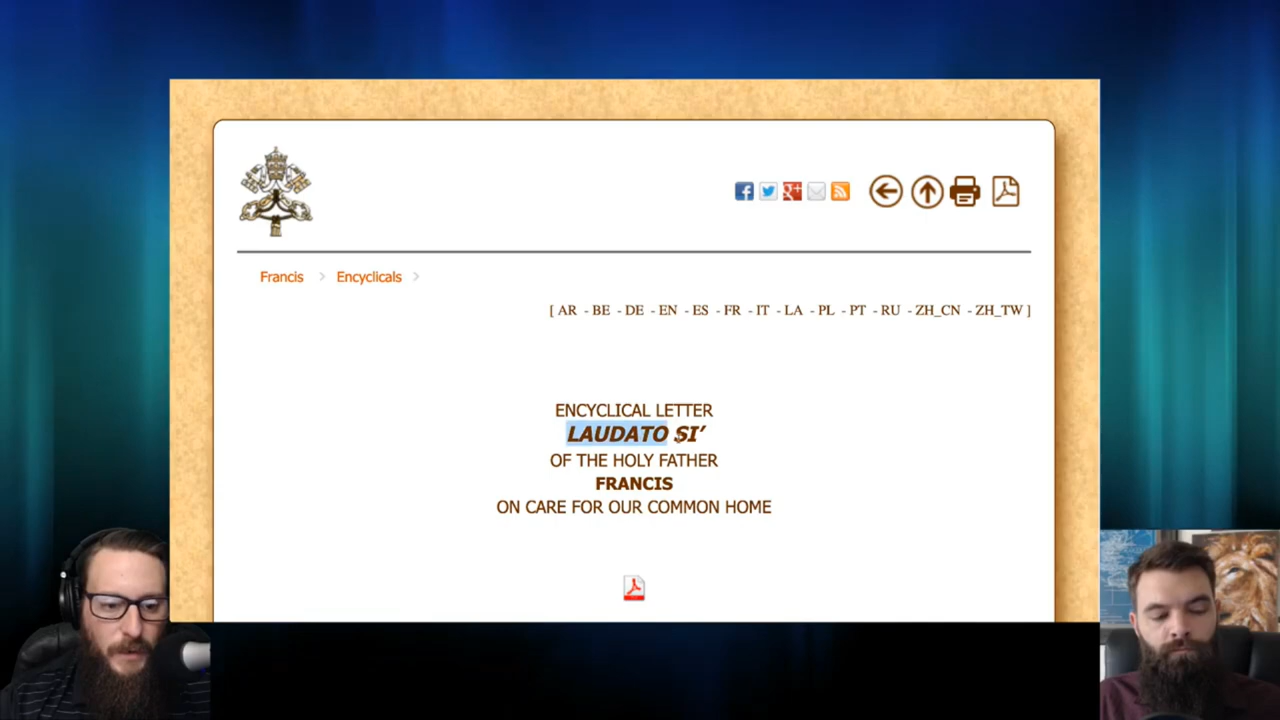 Francis > Encyclicals >
[ AR - BE - DE - EN - ES - FR - IT - LA - PL - PT - RU - ZH_CN - ZH_TW ]
ENCYCLICAL LETTER
LAUDATO SI’
OF THE HOLY FATHER
FRANCIS
ON CARE FOR OUR COMMON HOME